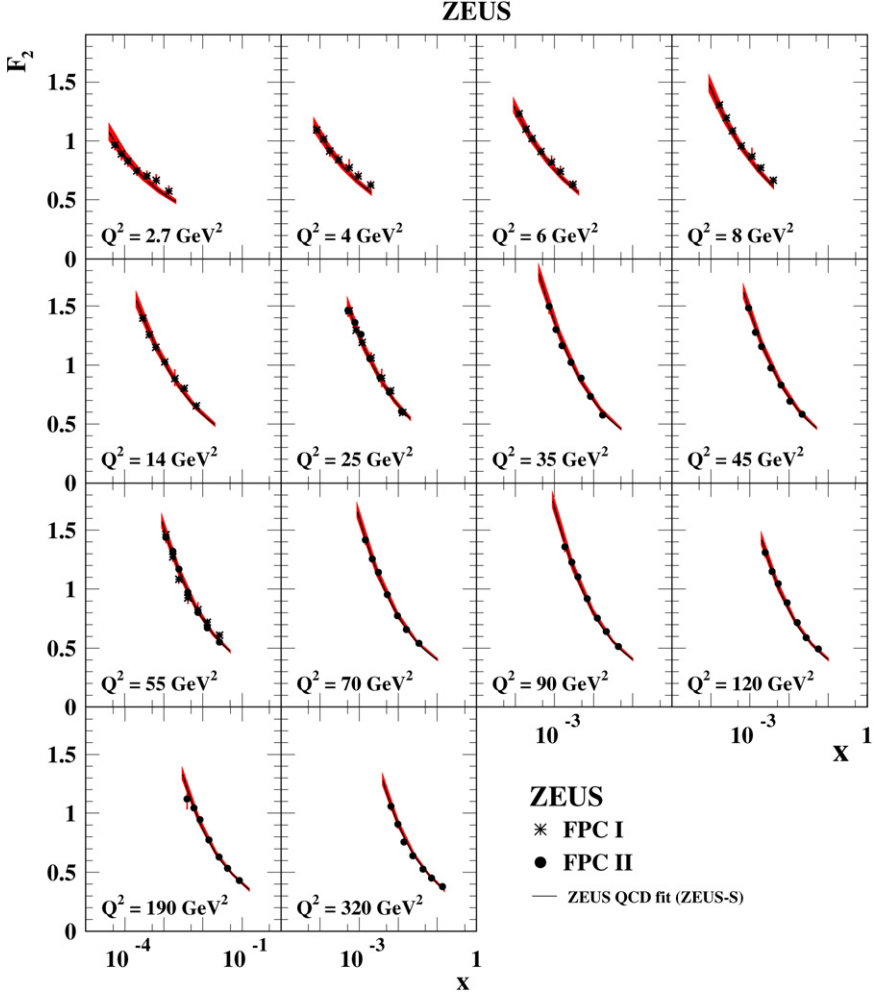 ZEUS
F2
1.5
1
0.5
0
Q² = 2.7 GeV²
Q² = 4 GeV²
Q² = 6 GeV²
Q² = 8 GeV²
1.5
1
0.5
0
Q² = 14 GeV²
Q² = 25 GeV²
Q² = 35 GeV²
Q² = 45 GeV²
1.5
1
0.5
0
Q² = 55 GeV²
Q² = 70 GeV²
Q² = 90 GeV²
Q² = 120 GeV²
10⁻³
10⁻³
1
x
1.5
1
0.5
0
Q² = 190 GeV²
Q² = 320 GeV²
10⁻⁴
10⁻¹
10⁻³
1
x
ZEUS
FPC I
FPC II
ZEUS QCD fit (ZEUS-S)